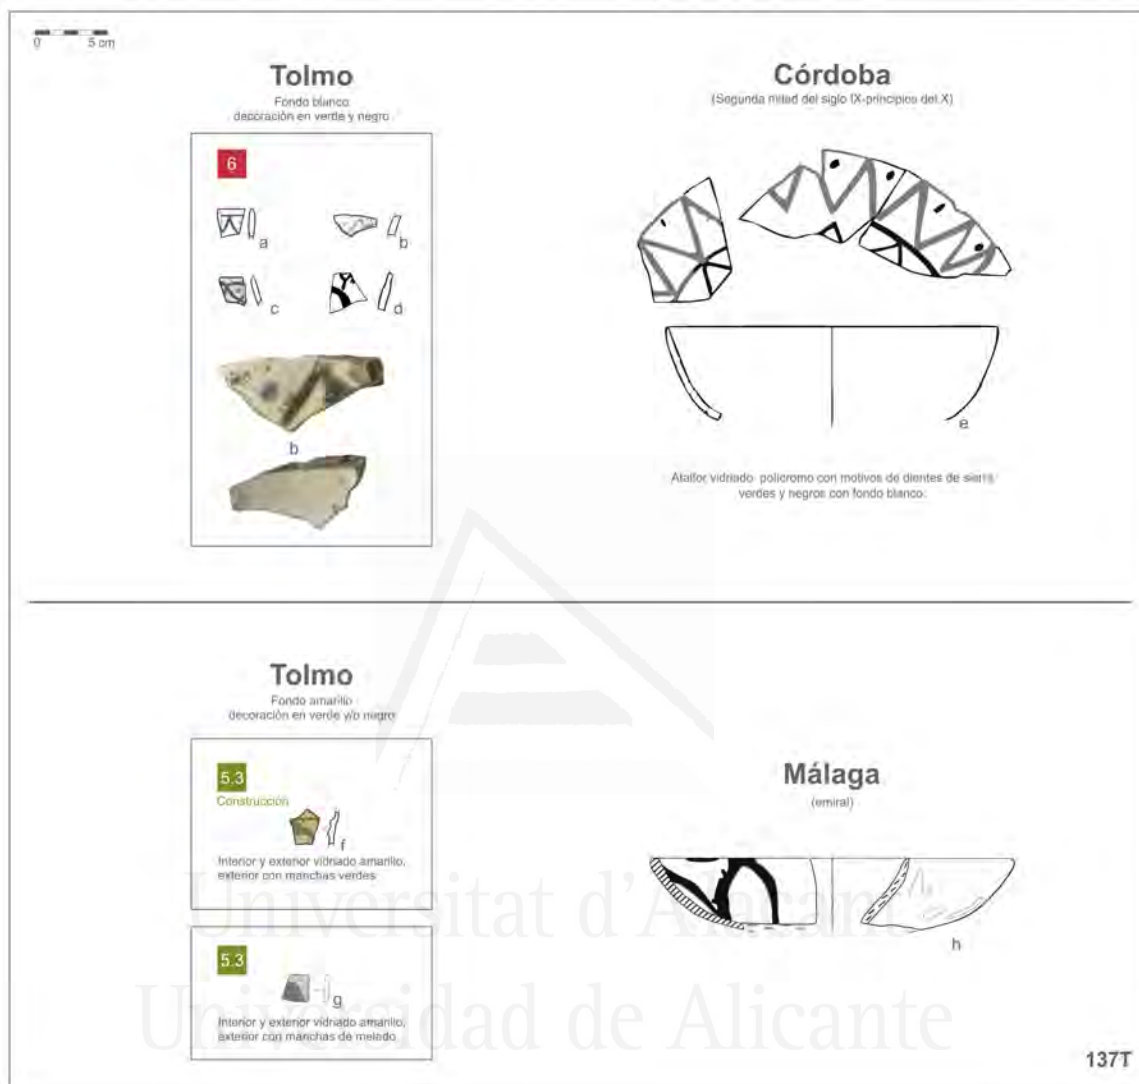 0 5 cm
Tolmo
Fondo blanco
decoración en verde y negro
6
a
b
c
d
b
Córdoba
(Segunda mitad del siglo IX-principios del X)
e
Ataifor vidriado policromo con motivos de dientes de sierra
verdes y negros con fondo blanco.
Tolmo
Fondo amarillo
decoración en verde y/o negro
5.3
Construcción
f
Interior y exterior vidriado amarillo,
exterior con manchas verdes
5.3
g
Interior y exterior vidriado amarillo,
exterior con manchas de melado
Málaga
(emiral)
h
Universitat d'Alacant
Universidad de Alicante
137T